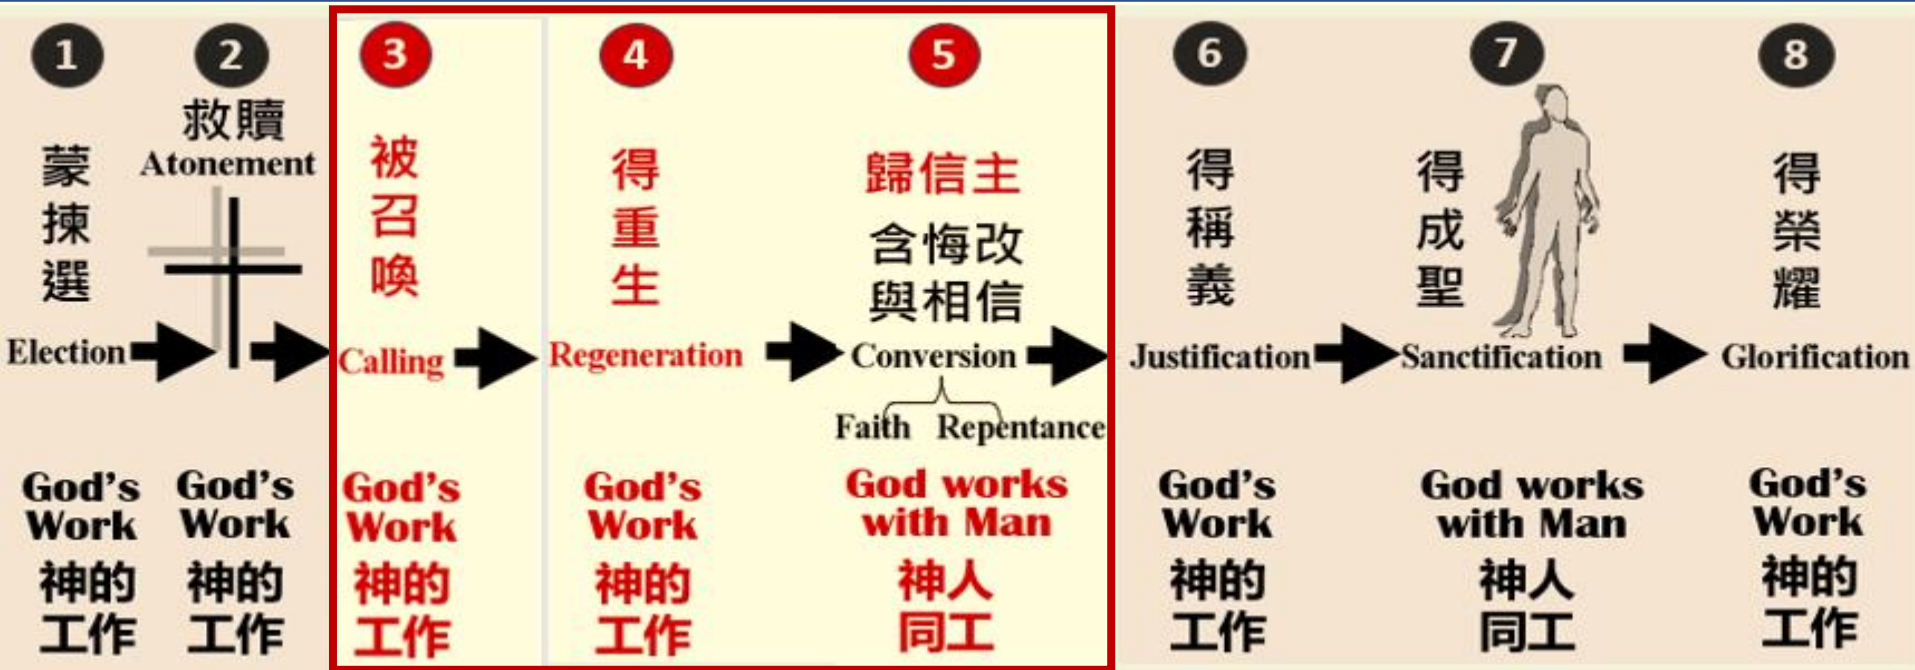 1
蒙揀選
Election
God's
Work
神的
工作
2
救贖
Atonement
God's
Work
神的
工作
3
被召喚
Calling
God's
Work
神的
工作
4
得重生
Regeneration
God's
Work
神的
工作
5
歸信主
含悔改
與相信
Conversion
Faith Repentance
God works
with Man
神人
同工
6
得稱義
Justification
God's
Work
神的
工作
7
得成聖
Sanctification
God works
with Man
神人
同工
8
得榮耀
Glorification
God's
Work
神的
工作